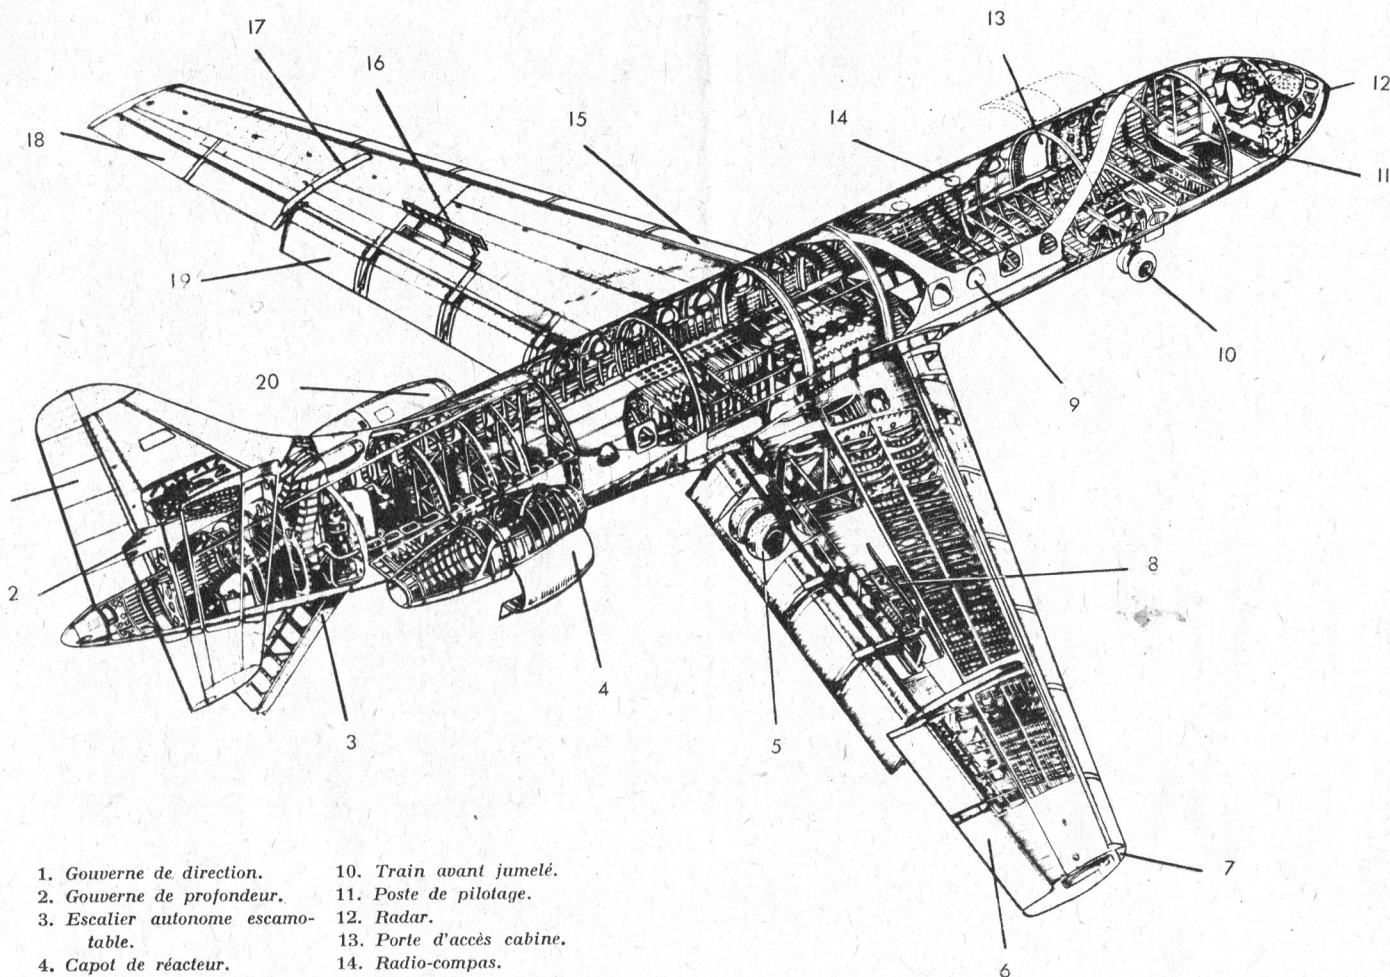 17
13
16
12
15
14
18
11
19
10
20
9
8
2
4
3
5
7
6
1. Gouverne de direction.
2. Gouverne de profondeur.
3. Escalier autonome escamo-
table.
4. Capot de réacteur.
10. Train avant jumelé.
11. Poste de pilotage.
12. Radar.
13. Porte d'accès cabine.
14. Radio-compas.